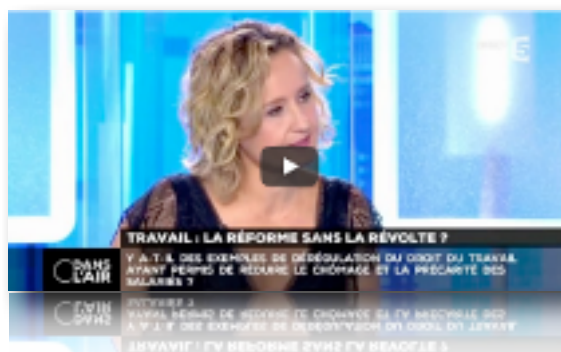 5
TRAVAIL : LA RÉFORME SANS LA RÉVOLTE ?
C DANS
L'AIR
Y A-T-IL DES EXEMPLES DE DÉRÉGULATION DU DROIT DU TRAVAIL
AYANT PERMIS DE RÉDUIRE LE CHÔMAGE ET LA PRÉCARITÉ DES
SALARIÉS ?